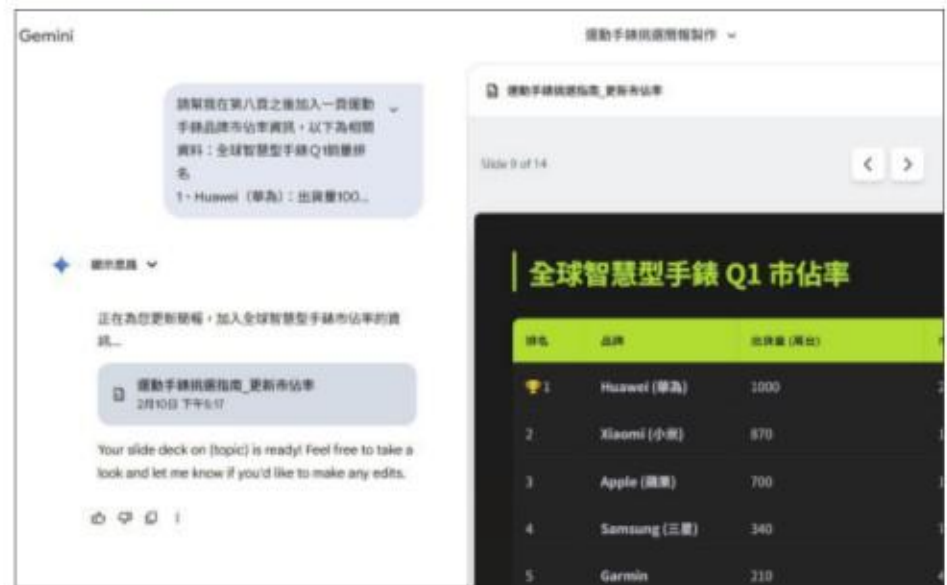 Gemini
運動手錶挑選簡報製作
請幫我在第八頁之後加入一頁運動
手錶品牌市佔率資訊，以下為相關
資料：全球智慧型手錶Q1銷量排
名
1、Huawei（華為）：出貨量100...
顯示思路
正在為您更新簡報，加入全球智慧型手錶市佔率的資
訊...
運動手錶挑選指南_更新市佔率
2月10日 下午5:17
Your slide deck on [topic] is ready! Feel free to take a
look and let me know if you'd like to make any edits.
運動手錶挑選指南_更新市佔率
Slide 9 of 14
全球智慧型手錶 Q1 市佔率
排名 品牌 出貨量 (萬台)
1 Huawei (華為) 1000
2 Xiaomi (小米) 870
3 Apple (蘋果) 700
4 Samsung (三星) 340
5 Garmin 210